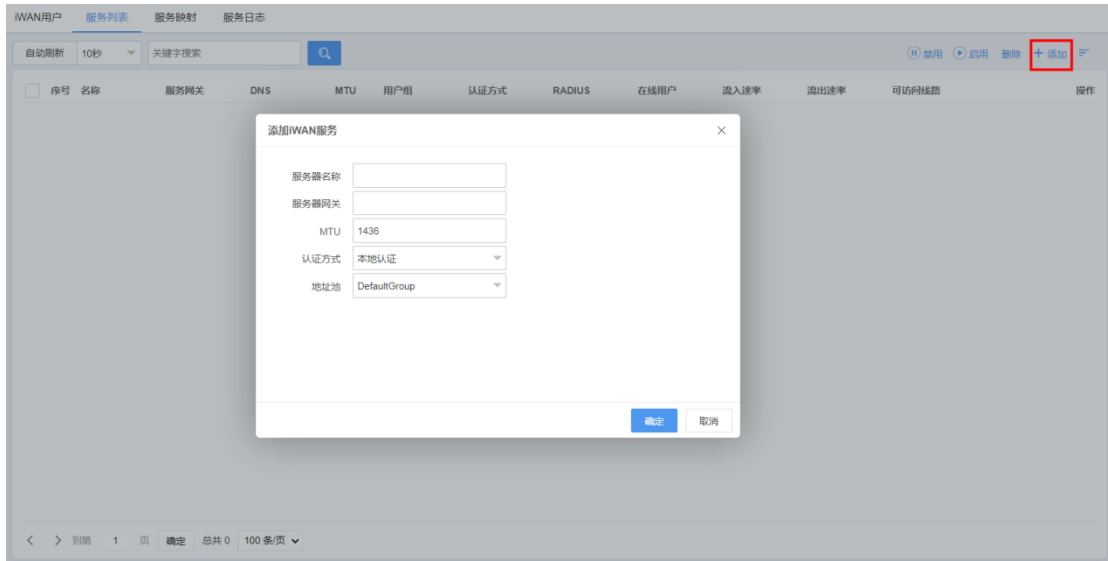 iWAN用户 服务列表 服务映射 服务日志
自动刷新 10秒 关键字搜索 禁用 启用 删除 添加
序号 名称 服务网关 DNS MTU 用户组 认证方式 RADIUS 在线用户 流入速率 流出速率 可访问线路 操作
添加iWAN服务
服务器名称
服务器网关
MTU 1436
认证方式 本地认证
地址池 DefaultGroup
确定 取消
到第 1 页 确定 总共 0 100 条/页